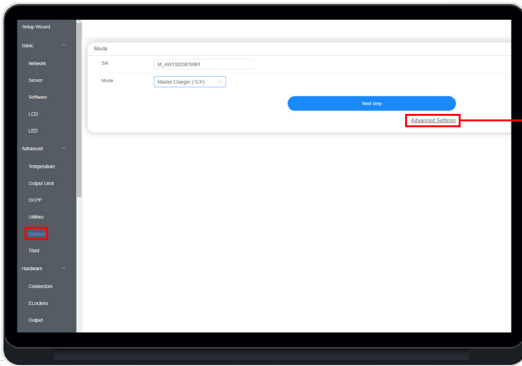 Setup Wizard
Basic
Network
Server
Software
LCD
LED
Advanced
Temperature
Output Limit
OCPP
Utilities
Third
Hardware
Connectors
ELockers
Output
Mode
SN
Mode
Master Charger (TCP)
Next step
Advanced Settings